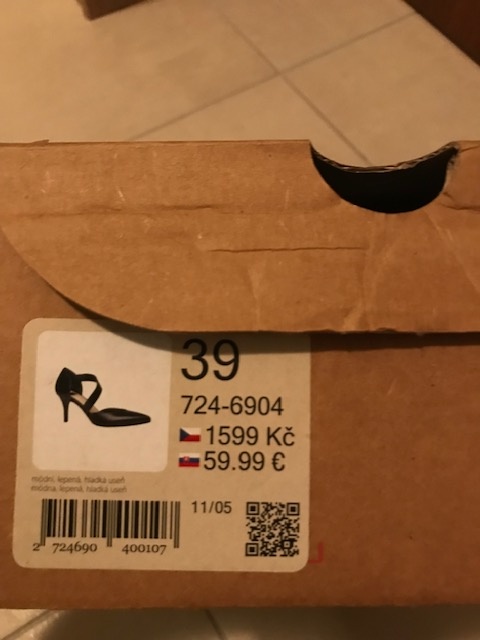 39
724-6904
1599 Kč
59.99 €
módní, lepená, hladká useň
módna, lepená, hladká useň
11/05
2 724690 400107